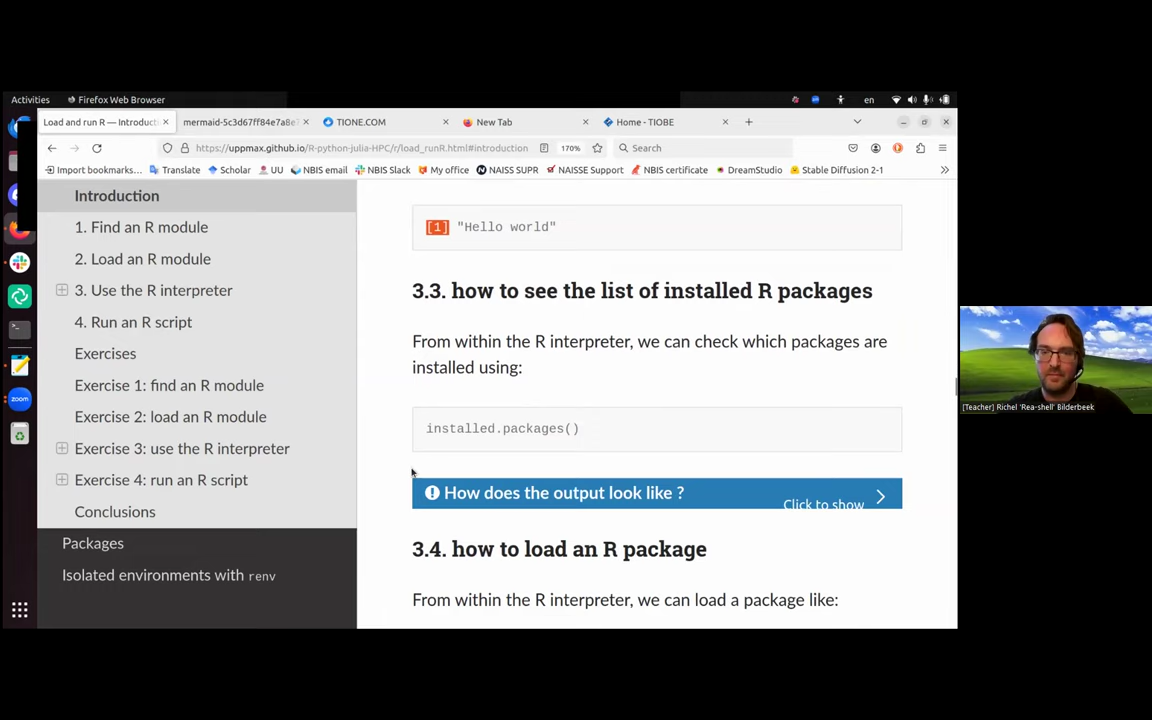 Activities
Firefox Web Browser
en
Load and run R — Introduct
mermaid-5c3d67ff84e7a8e
TIONE.COM
New Tab
Home - TIOBE
https://uppmax.github.io/R-python-julia-HPC/r/load_runR.html#introduction
170%
Search
Import bookmarks…
Translate
Scholar
UU
NBIS email
NBIS Slack
My office
NAISS SUPR
NAISSE Support
NBIS certificate
DreamStudio
Stable Diffusion 2-1
Introduction
1. Find an R module
2. Load an R module
3. Use the R interpreter
4. Run an R script
Exercises
Exercise 1: find an R module
Exercise 2: load an R module
Exercise 3: use the R interpreter
Exercise 4: run an R script
Conclusions
Packages
Isolated environments with renv
[1] "Hello world"
3.3. how to see the list of installed R packages
From within the R interpreter, we can check which packages are
installed using:
installed.packages()
How does the output look like ?
Click to show
3.4. how to load an R package
From within the R interpreter, we can load a package like:
zoom
[Teacher] Richel 'Rea-shell' Bilderbeek